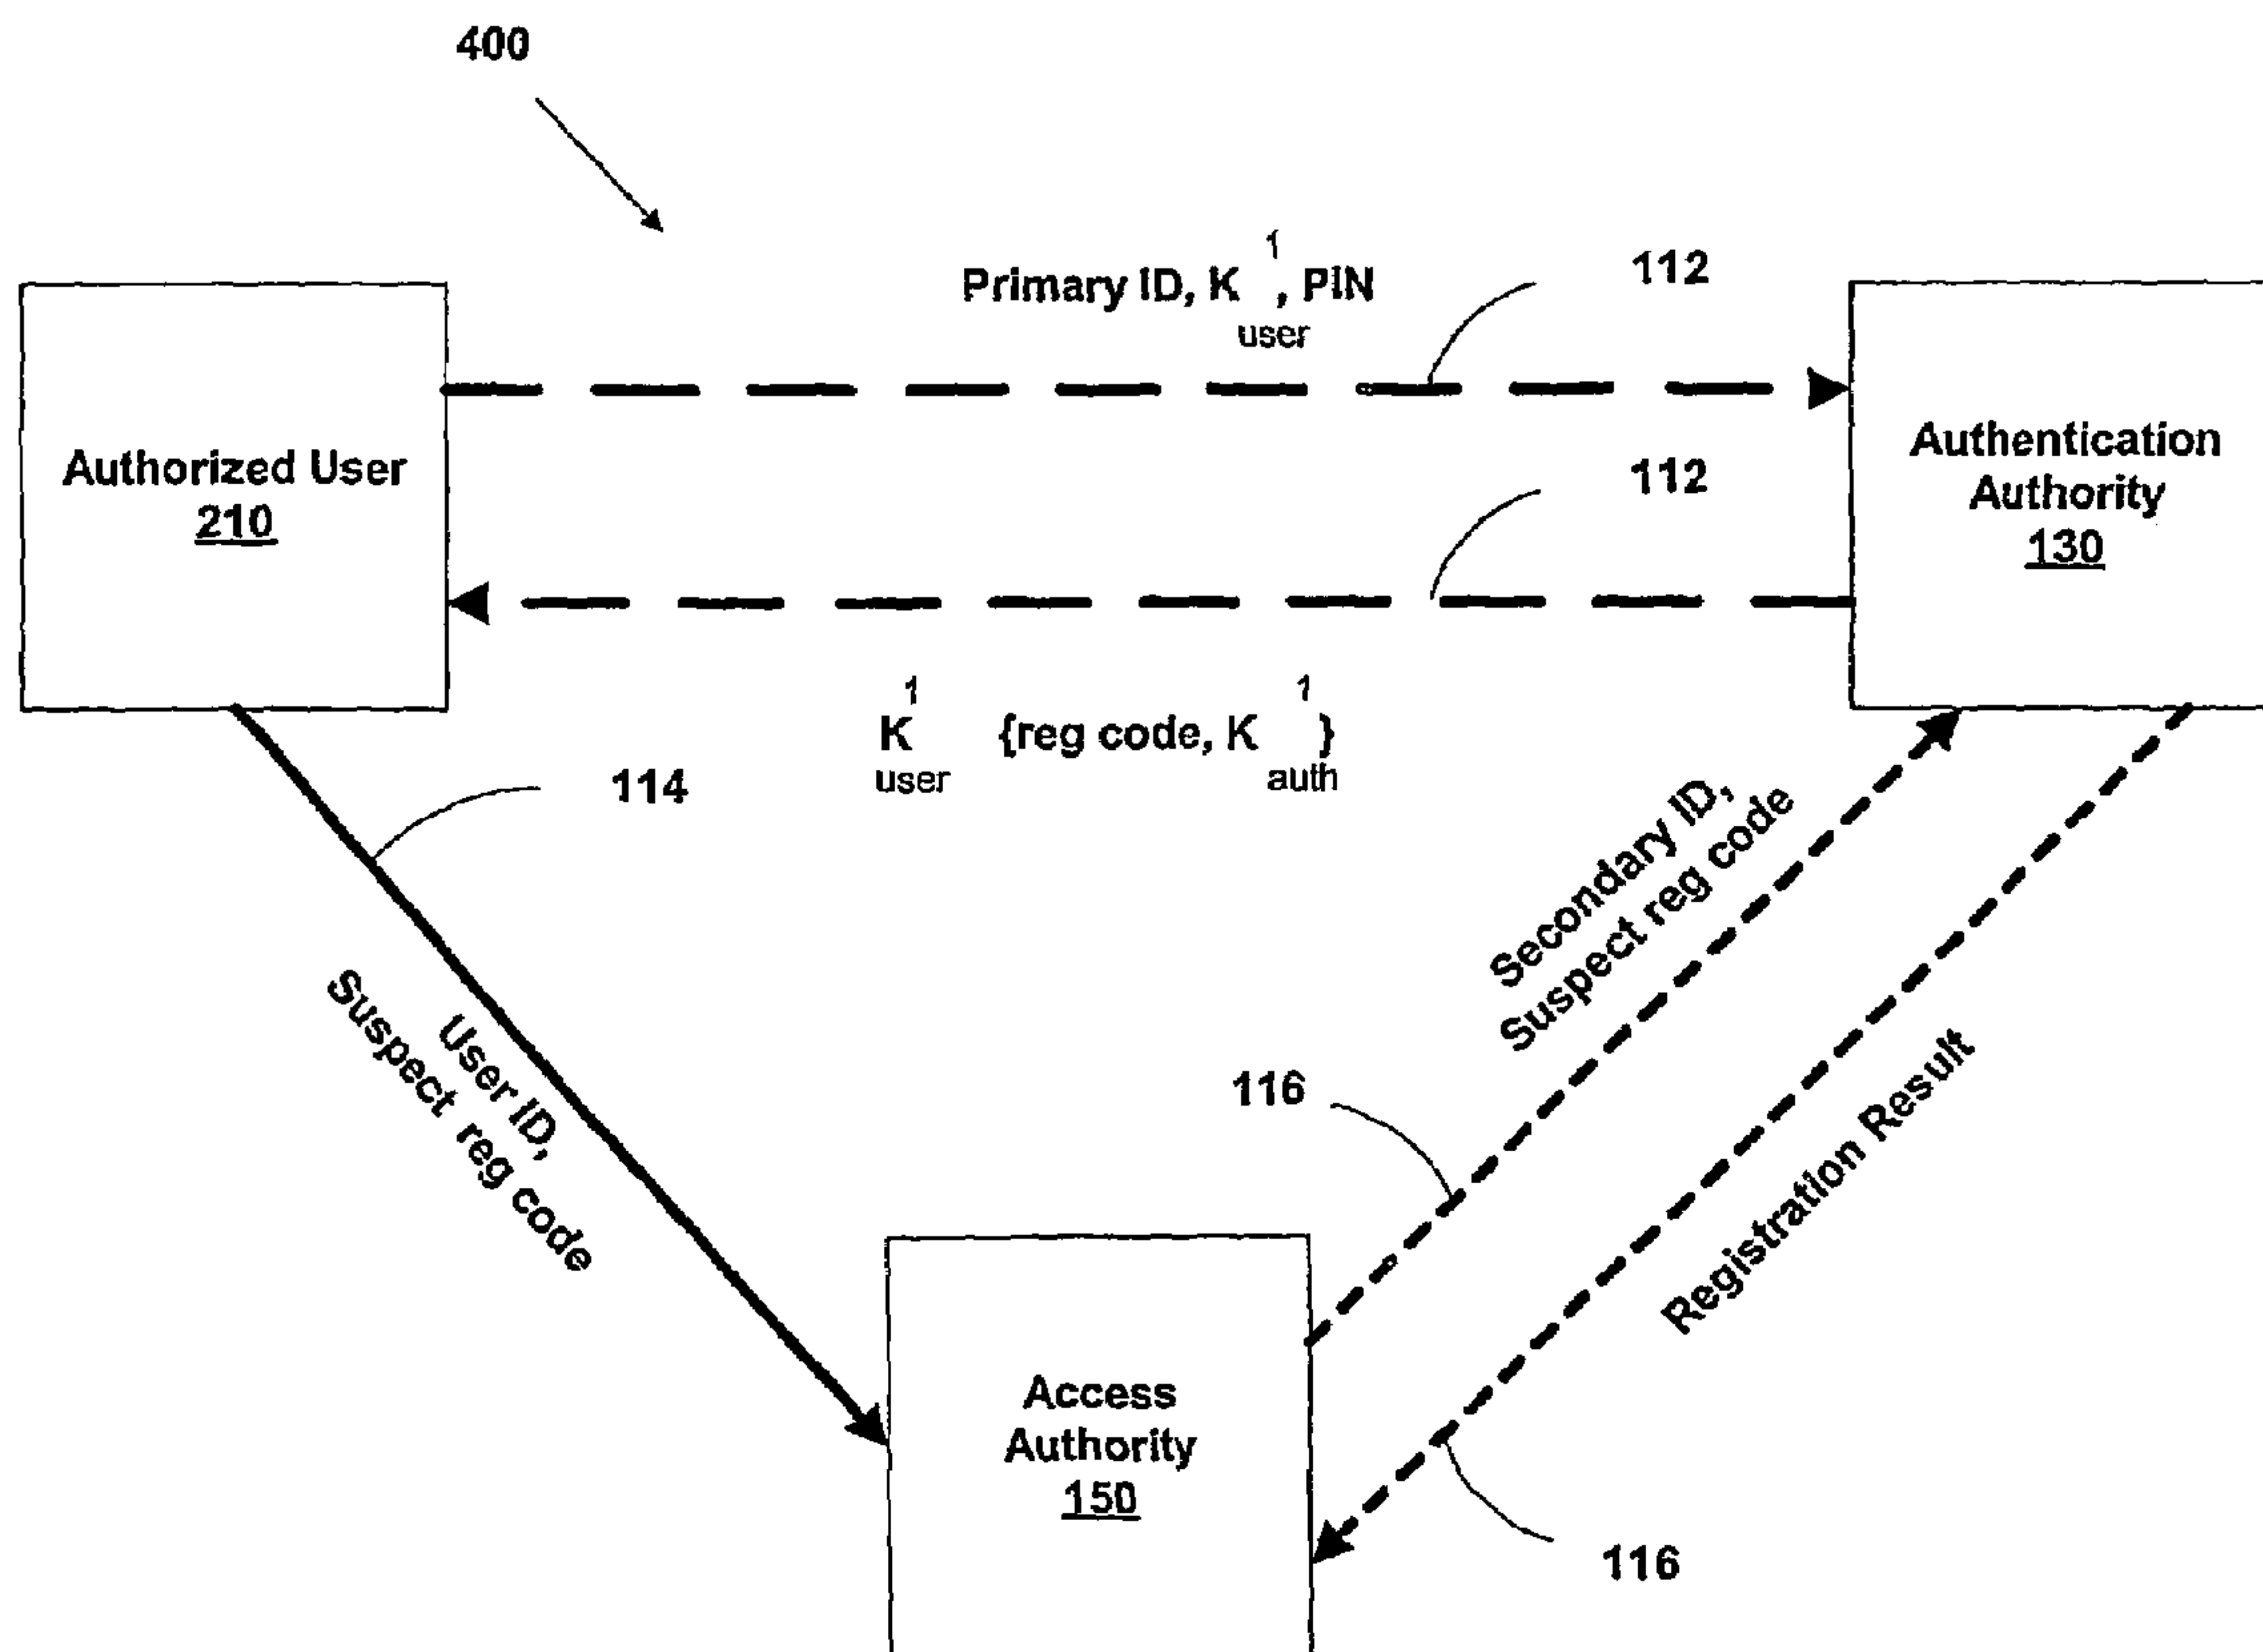 400
1
Primary ID, K , PIN
user
112
Authorized User
210
112
Authentication
Authority
130
1 1
K {reg code, K }
user auth
114
User ID,
Suspect reg code
Secondary ID,
Suspect reg code
116
Registration Result
Access
Authority
150
116